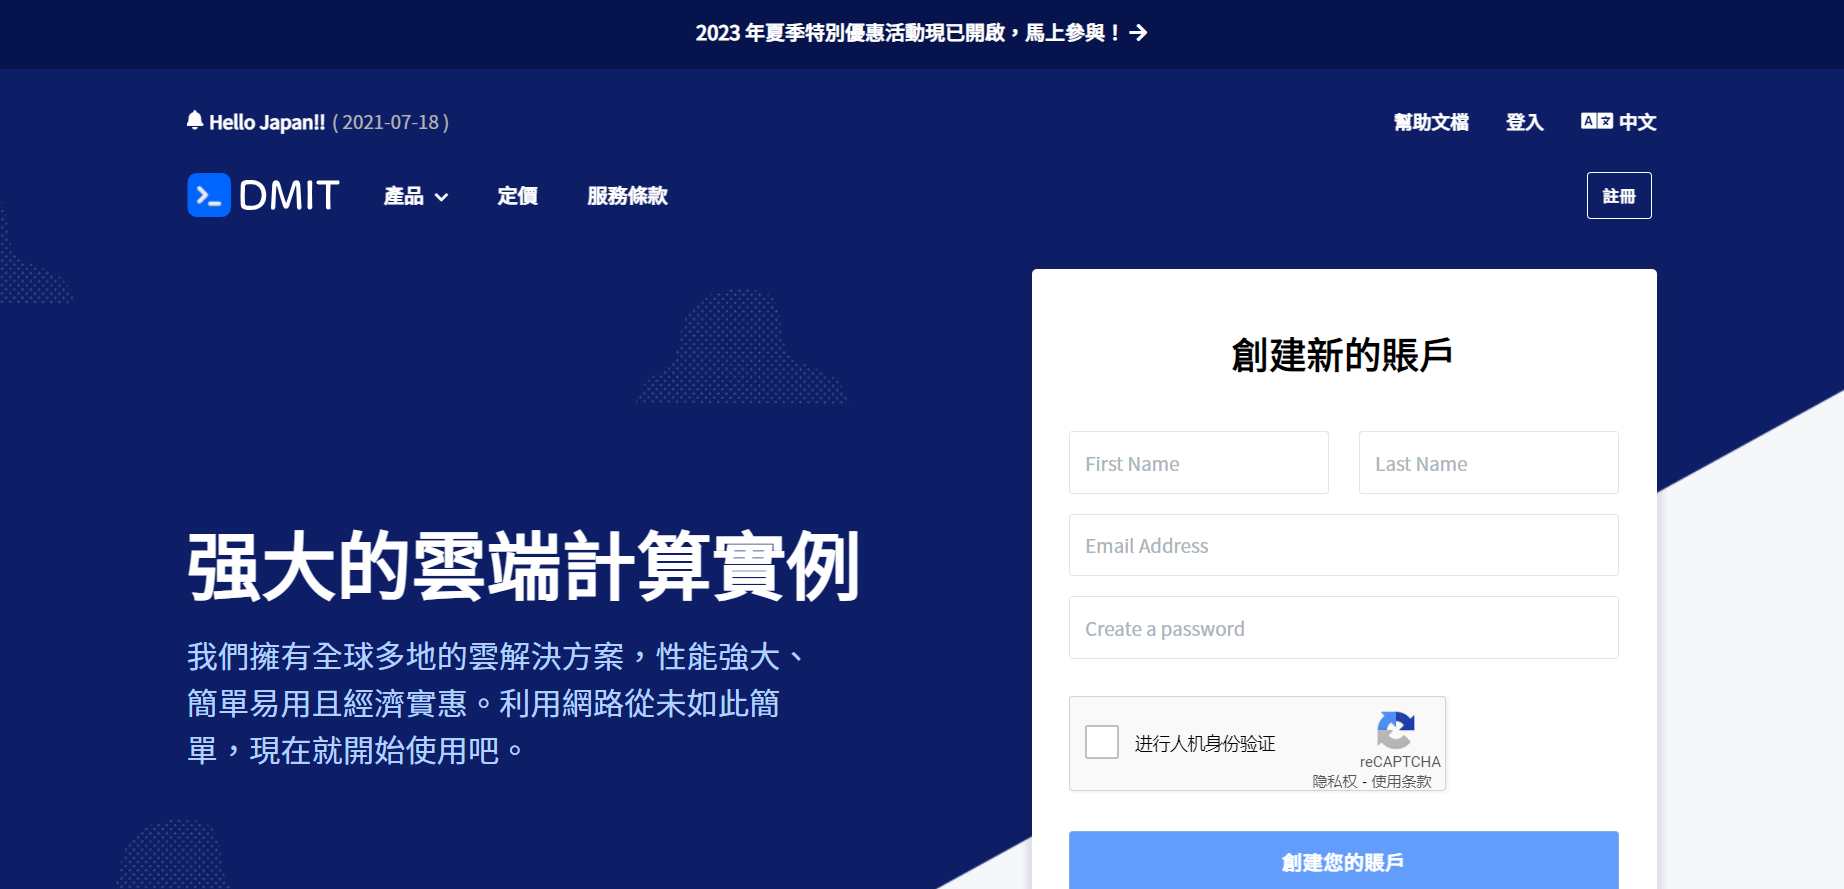 2023 年夏季特別優惠活動現已開啟，馬上參與！
Hello Japan!! ( 2021-07-18 )
幫助文檔 登入 A文 中文
>_ DMIT 產品 定價 服務條款 註冊
强大的雲端計算實例
我們擁有全球多地的雲解決方案，性能強大、
簡單易用且經濟實惠。利用網路從未如此簡
單，現在就開始使用吧。
創建新的賬戶
First Name Last Name
Email Address
Create a password
进行人机身份验证
reCAPTCHA
隐私权 - 使用条款
創建您的賬戶